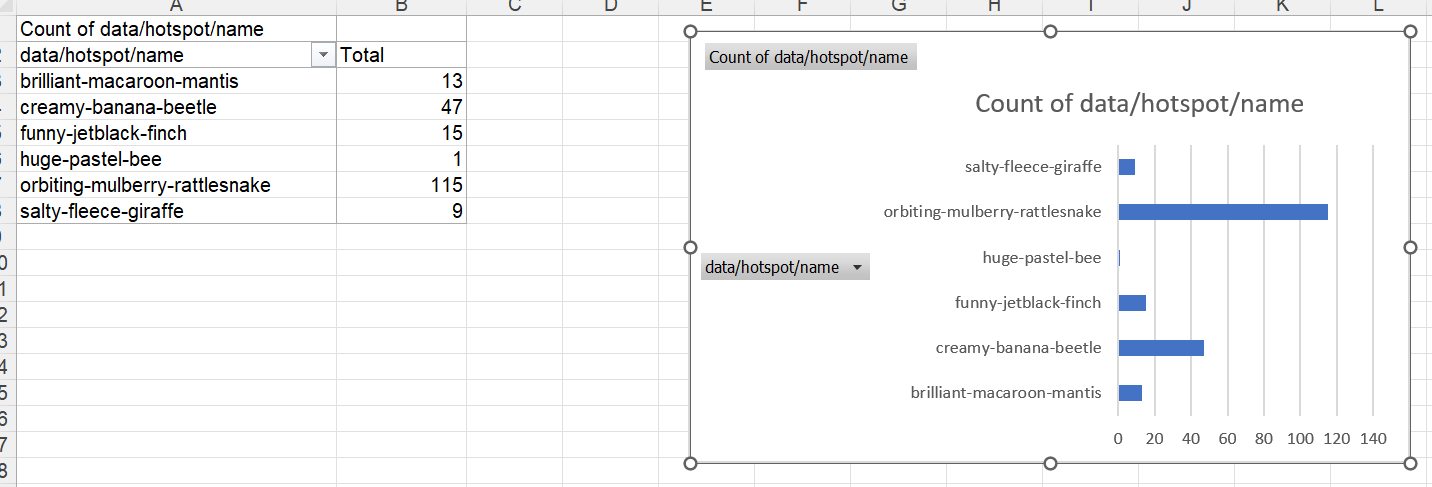 A B C D E F G H I J K L
Count of data/hotspot/name
data/hotspot/name Total
brilliant-macaroon-mantis 13
creamy-banana-beetle 47
funny-jetblack-finch 15
huge-pastel-bee 1
orbiting-mulberry-rattlesnake 115
salty-fleece-giraffe 9
Count of data/hotspot/name
Count of data/hotspot/name
salty-fleece-giraffe
orbiting-mulberry-rattlesnake
huge-pastel-bee
data/hotspot/name
funny-jetblack-finch
creamy-banana-beetle
brilliant-macaroon-mantis
0 20 40 60 80 100 120 140